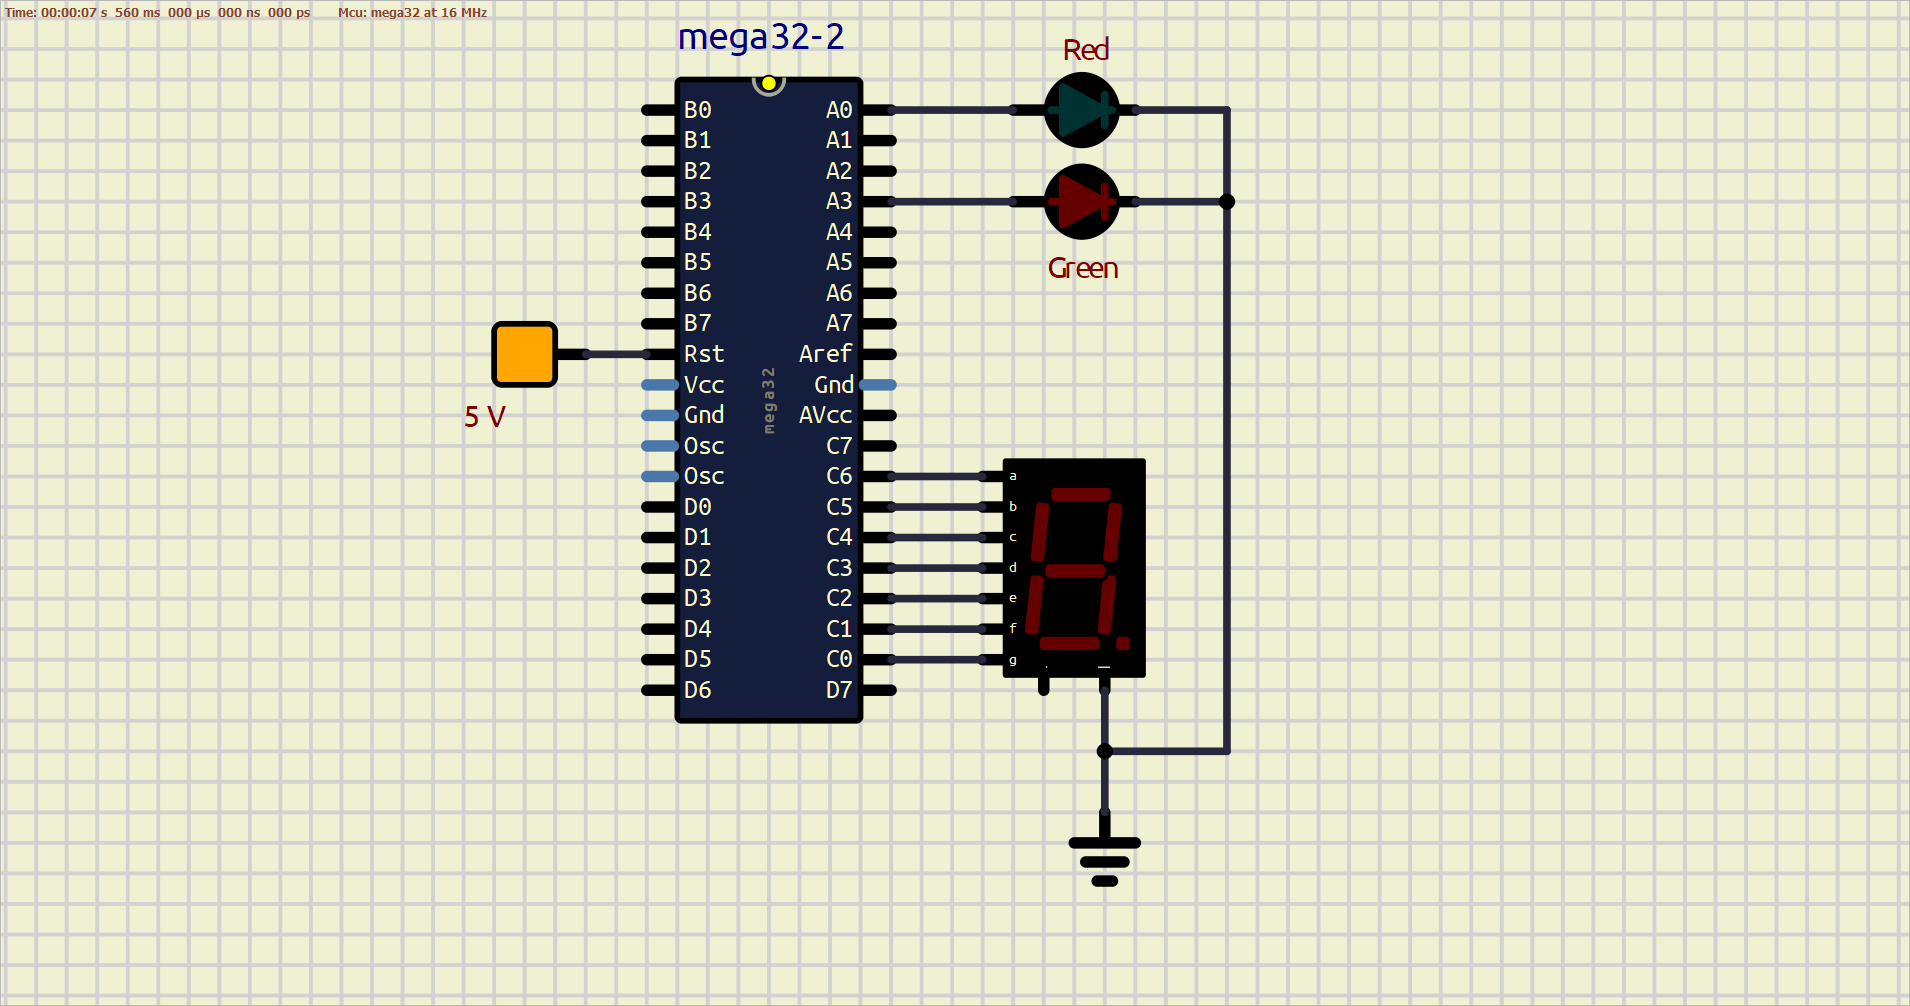 Time: 00:00:07 s 560 ms 000 µs 000 ns 000 ps Mcu: mega32 at 16 MHz
mega32-2
Red
B0 A0
B1 A1
B2 A2
B3 A3
B4 A4
Green
B5 A5
B6 A6
B7 A7
Rst Aref
Vcc Gnd
mega32
5 V
Gnd AVcc
Osc C7
Osc C6 a
D0 C5 b
D1 C4 c
D2 C3 d
D3 C2 e
D4 C1 f
D5 C0 g
D6 D7